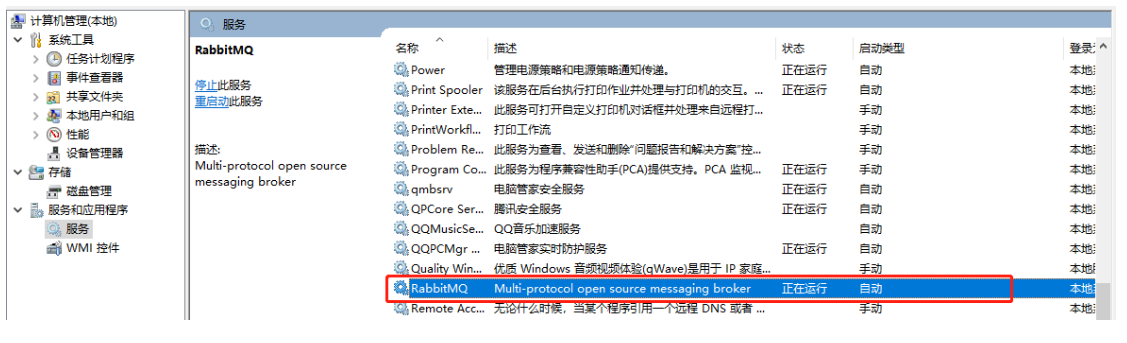 计算机管理(本地)
系统工具
任务计划程序
事件查看器
共享文件夹
本地用户和组
性能
设备管理器
存储
磁盘管理
服务和应用程序
服务
WMI 控件
服务
RabbitMQ
停止此服务
重启动此服务
描述:
Multi-protocol open source
messaging broker
名称 描述 状态 启动类型 登录
Power 管理电源策略和电源策略通知传递。 正在运行 自动 本地
Print Spooler 该服务在后台执行打印作业并处理与打印机的交互。... 正在运行 自动 本地
Printer Exte... 此服务可打开自定义打印机对话框并处理来自远程打... 手动 本地
PrintWorkfl... 打印工作流 手动 本地
Problem Re... 此服务为查看、发送和删除"问题报告和解决方案"控... 手动 本地
Program Co... 此服务为程序兼容性助手(PCA)提供支持。PCA 监视... 正在运行 手动 本地
qmbsrv 电脑管家安全服务 正在运行 自动 本地
QPCore Ser... 腾讯安全服务 正在运行 自动 本地
QQMusicSe... QQ音乐加速服务 自动 本地
QQPCMgr ... 电脑管家实时防护服务 正在运行 自动 本地
Quality Win... 优质 Windows 音频视频体验(qWave)是用于 IP 家庭... 手动 本地
RabbitMQ Multi-protocol open source messaging broker 正在运行 自动 本地
Remote Acc... 无论什么时候，当某个程序引用一个远程 DNS 或者 ... 手动 本地